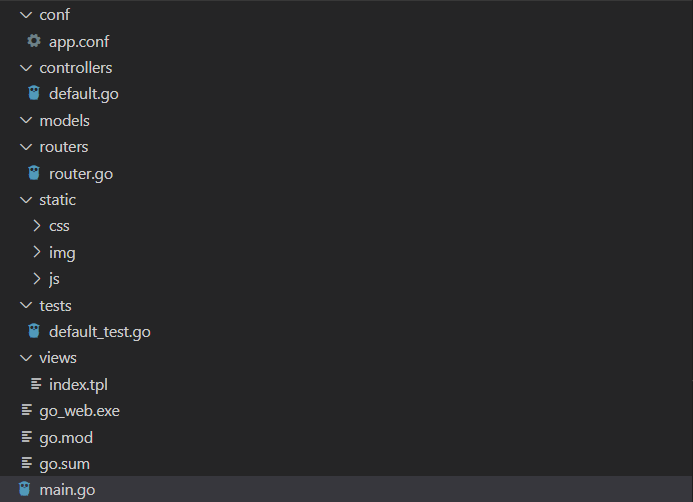 conf
app.conf
controllers
default.go
models
routers
router.go
static
css
img
js
tests
default_test.go
views
index.tpl
go_web.exe
go.mod
go.sum
main.go